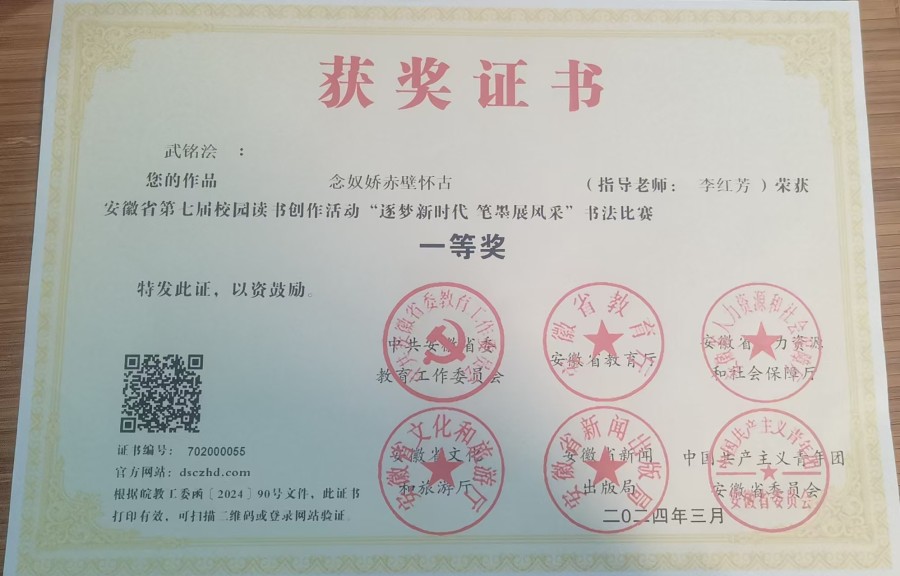 获奖证书
武铭浍 ：
您的作品 念奴娇赤壁怀古 （指导老师： 李红芳 ）荣获
安徽省第七届校园读书创作活动“逐梦新时代 笔墨展风采”书法比赛
一等奖
特发此证，以资鼓励。
中共安徽省委
教育工作委员会
安徽省教育厅
安徽省人力资源
和社会保障厅
安徽省文化
和旅游厅
安徽省新闻
出版局
中国共产主义青年团
安徽省委员会
二〇二四年三月
证书编号： 702000055
官方网站：dsczhd.com
根据皖教工委函〔2024〕90号文件，此证书
打印有效，可扫描二维码或登录网站验证。